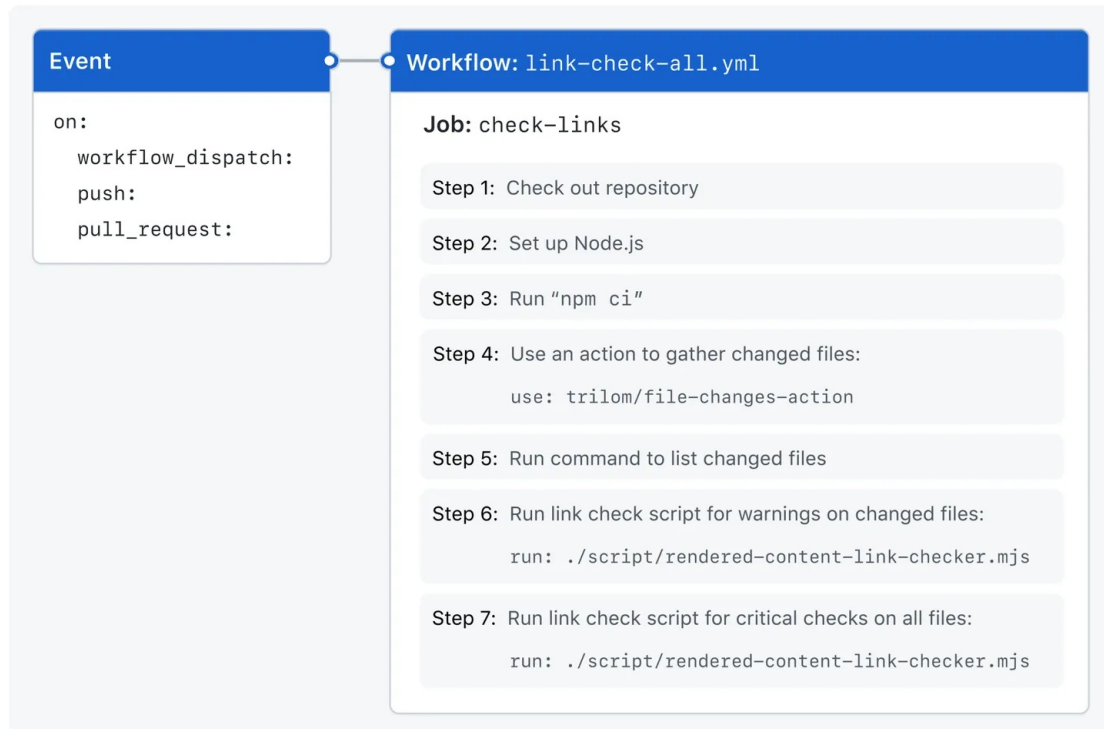 Event
on:
workflow_dispatch:
push:
pull_request:
Workflow: link-check-all.yml
Job: check-links
Step 1: Check out repository
Step 2: Set up Node.js
Step 3: Run “npm ci”
Step 4: Use an action to gather changed files:
use: trilom/file-changes-action
Step 5: Run command to list changed files
Step 6: Run link check script for warnings on changed files:
run: ./script/rendered-content-link-checker.mjs
Step 7: Run link check script for critical checks on all files:
run: ./script/rendered-content-link-checker.mjs